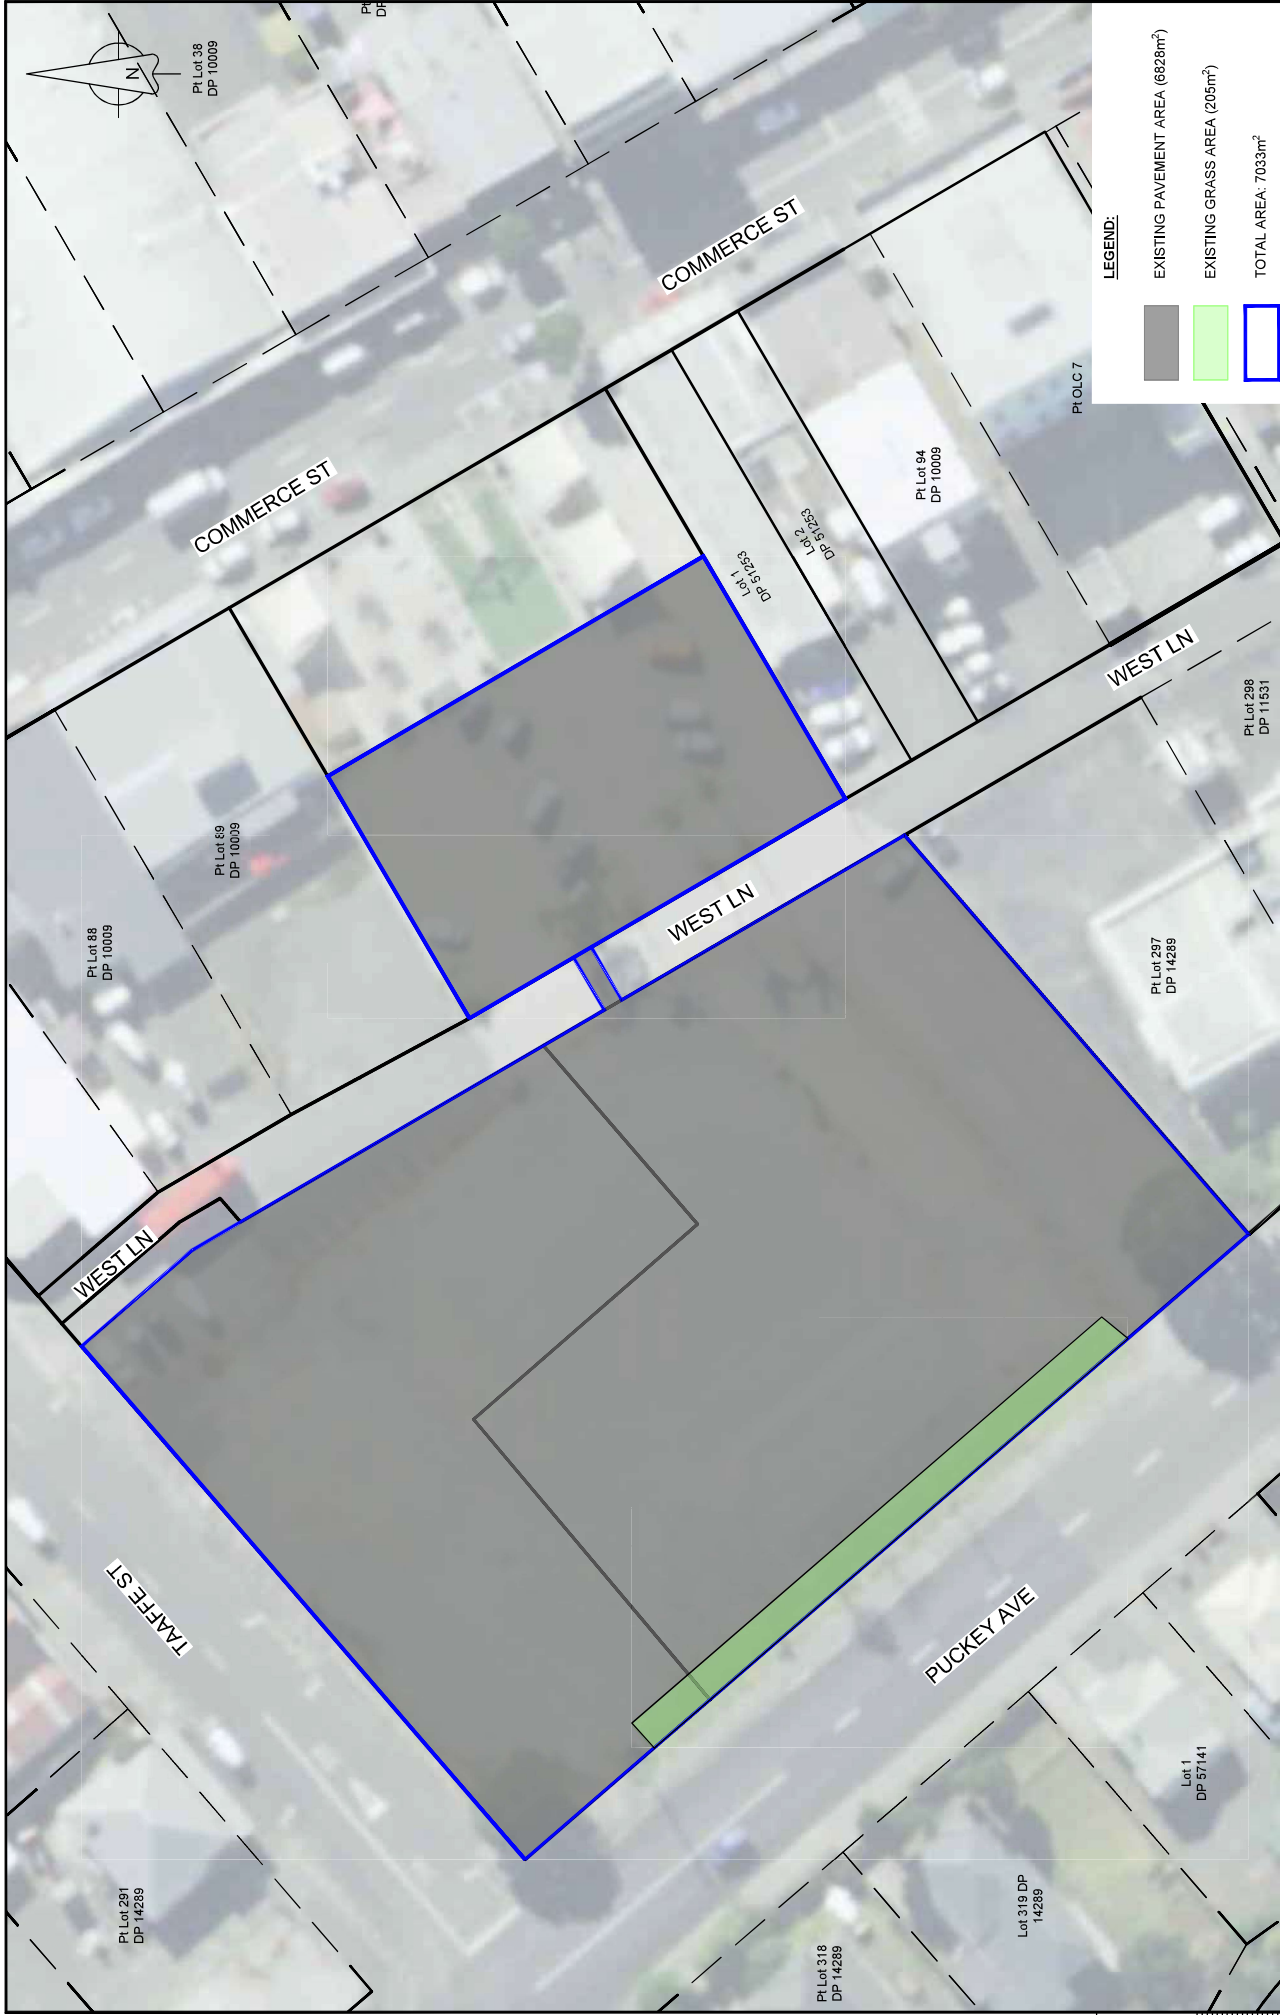 N
Pt Lot 38
DP 10009
COMMERCE ST
COMMERCE ST
LEGEND:
EXISTING PAVEMENT AREA (6828m²)
EXISTING GRASS AREA (205m²)
TOTAL AREA: 7033m²
Pt OLC 7
Pt Lot 94
DP 10009
Lot 2
DP 51253
Lot 1
DP 51253
WEST LN
Pt Lot 298
DP 11531
Pt Lot 89
DP 10009
Pt Lot 88
DP 10009
WEST LN
Pt Lot 297
DP 14289
WEST LN
TAAFFE ST
PUCKEY AVE
Pt Lot 291
DP 14289
Pt Lot 318
DP 14289
Lot 319 DP
14289
Lot 1
DP 57141